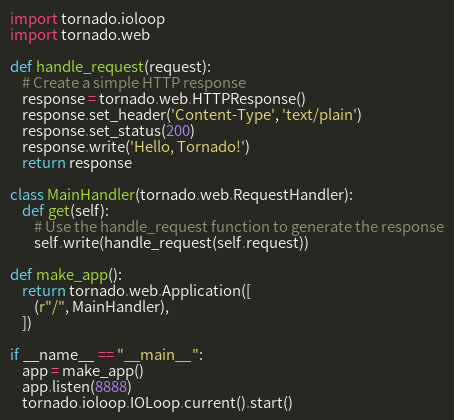 import tornado.ioloop
import tornado.web

def handle_request(request):
    # Create a simple HTTP response
    response = tornado.web.HTTPResponse()
    response.set_header('Content-Type', 'text/plain')
    response.set_status(200)
    response.write('Hello, Tornado!')
    return response

class MainHandler(tornado.web.RequestHandler):
    def get(self):
        # Use the handle_request function to generate the response
        self.write(handle_request(self.request))

def make_app():
    return tornado.web.Application([
        (r"/", MainHandler),
    ])

if __name__ == "__main__":
    app = make_app()
    app.listen(8888)
    tornado.ioloop.IOLoop.current().start()